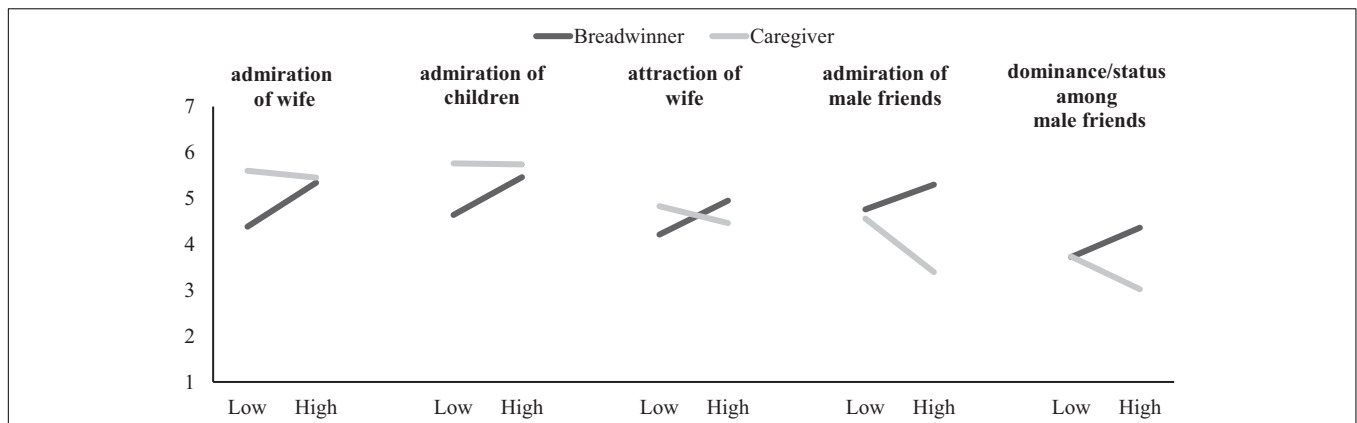 Breadwinner Caregiver
admiration
of wife
admiration of
children
attraction of
wife
admiration of
male friends
dominance/status
among
male friends
7
6
5
4
3
2
1
Low High Low High Low High Low High Low High